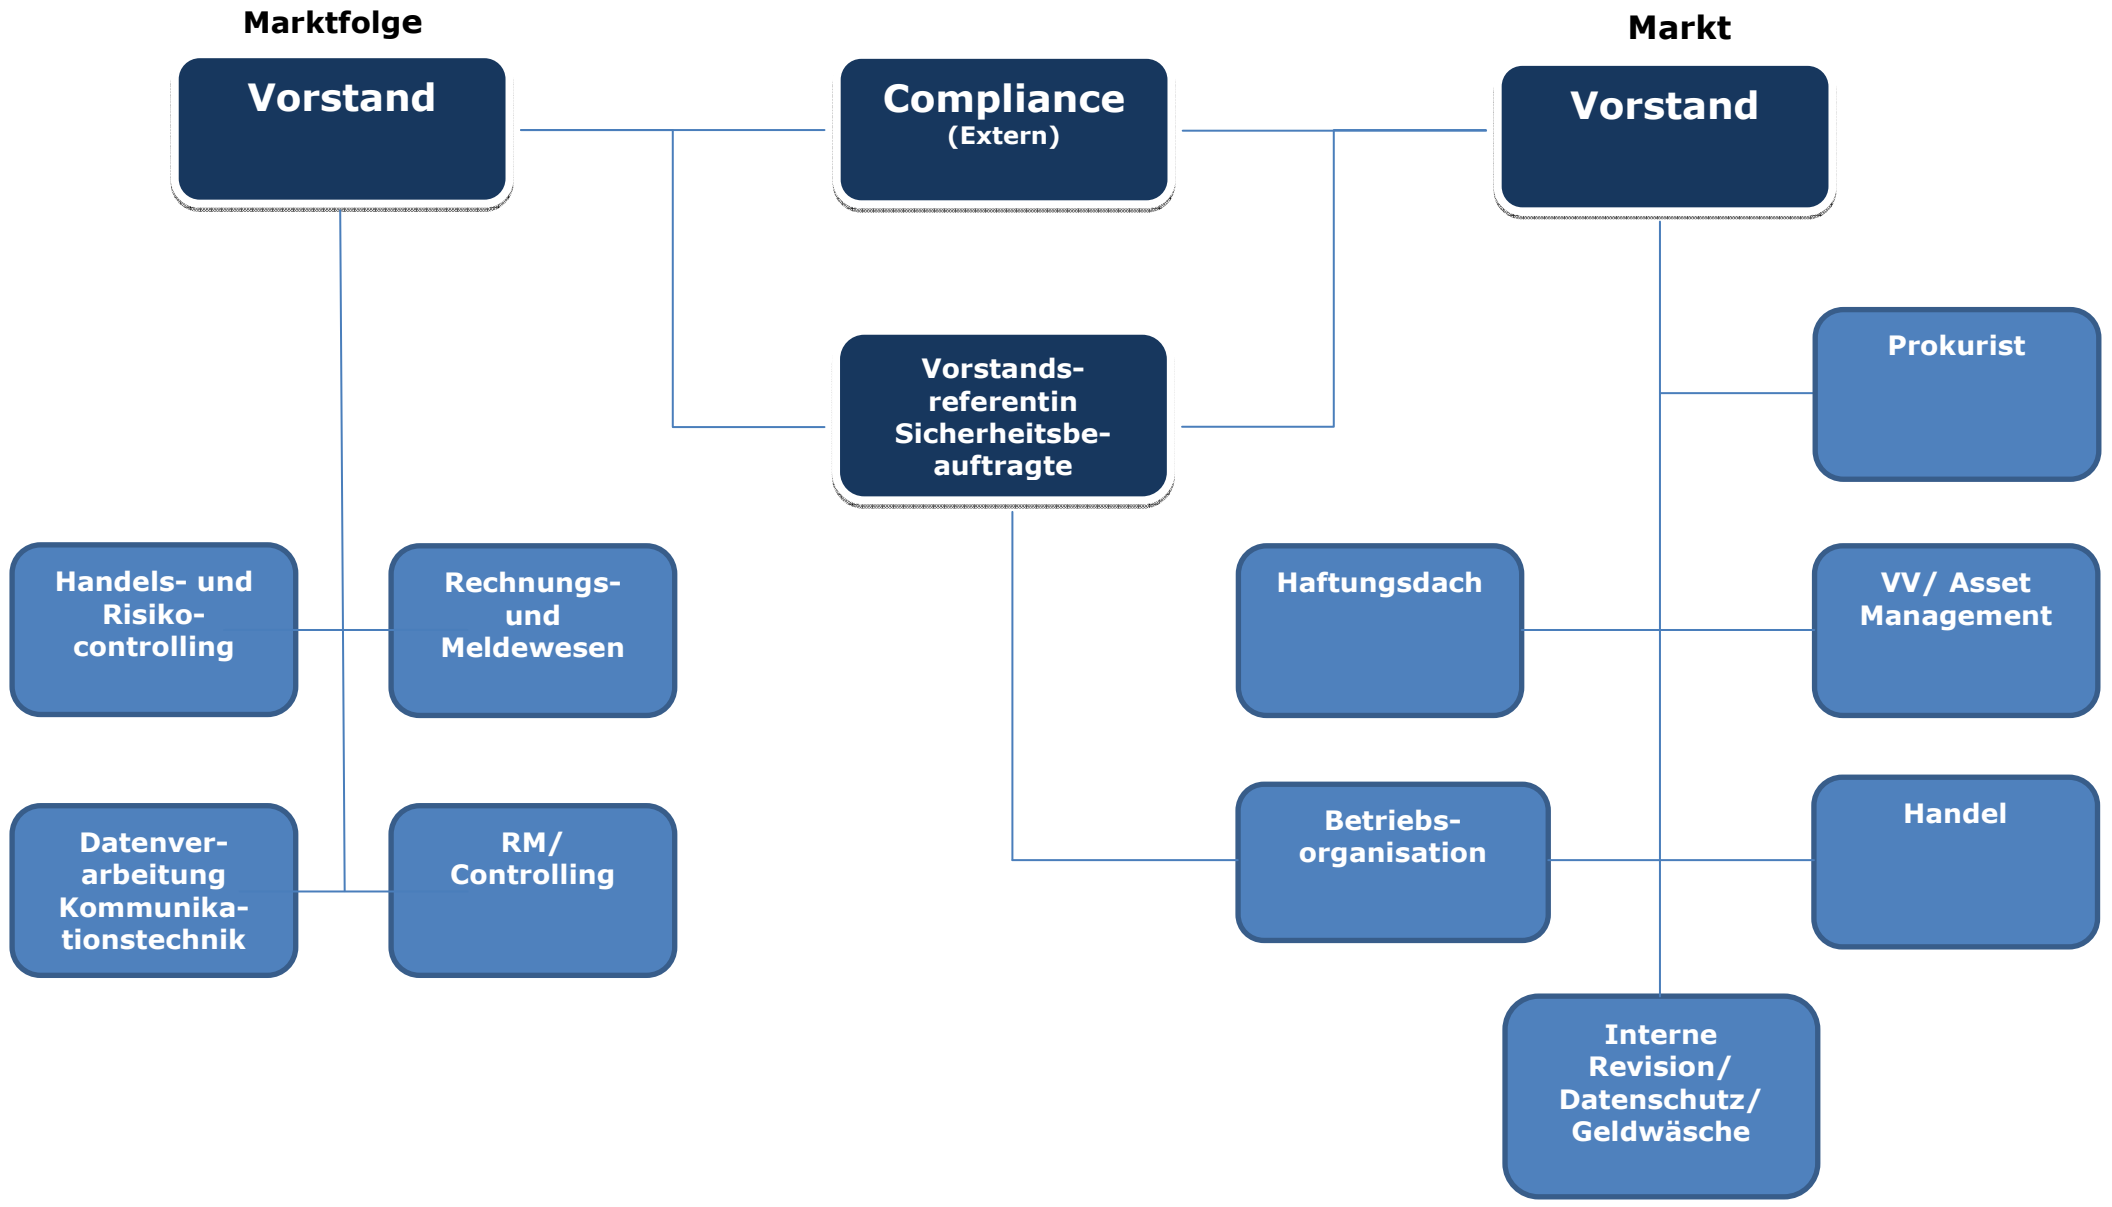 Marktfolge
Markt
Vorstand
Compliance
(Extern)
Vorstand
Vorstands-
referentin
Sicherheitsbe-
auftragte
Prokurist
Handels- und
Risiko-
controlling
Rechnungs-
und
Meldewesen
Haftungsdach
VV/ Asset
Management
Datenver-
arbeitung
Kommunika-
tionstechnik
RM/
Controlling
Betriebs-
organisation
Handel
Interne
Revision/
Datenschutz/
Geldwäsche